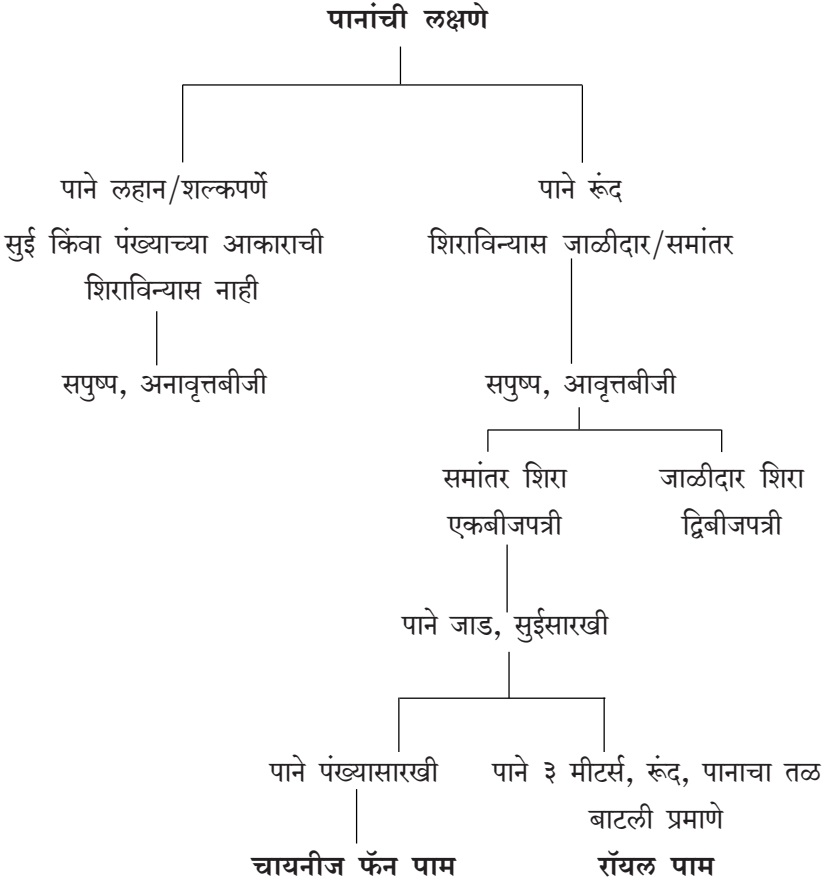 पानांची लक्षणे
पाने लहान/शल्कपर्णे
सुई किंवा पंख्याच्या आकाराची
शिराविन्यास नाही
सपुष्प, अनावृत्तबीजी
पाने रूंद
शिराविन्यास जाळीदार/समांतर
सपुष्प, आवृत्तबीजी
समांतर शिरा
एकबीजपत्री
जाळीदार शिरा
द्विबीजपत्री
पाने जाड, सुईसारखी
पाने पंख्यासारखी
चायनीज फॅन पाम
पाने ३ मीटर्स, रूंद, पानाचा तळ
बाटली प्रमाणे
रॉयल पाम